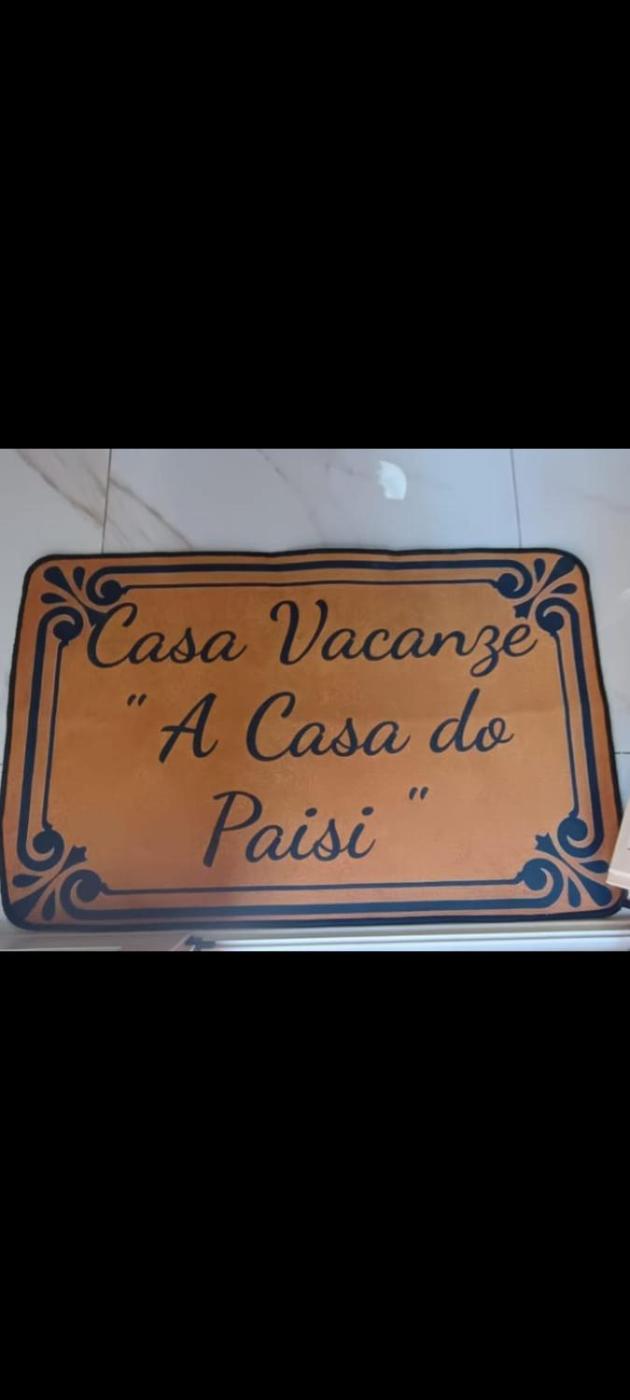 Casa Vacanze
" A Casa do
Paisi "